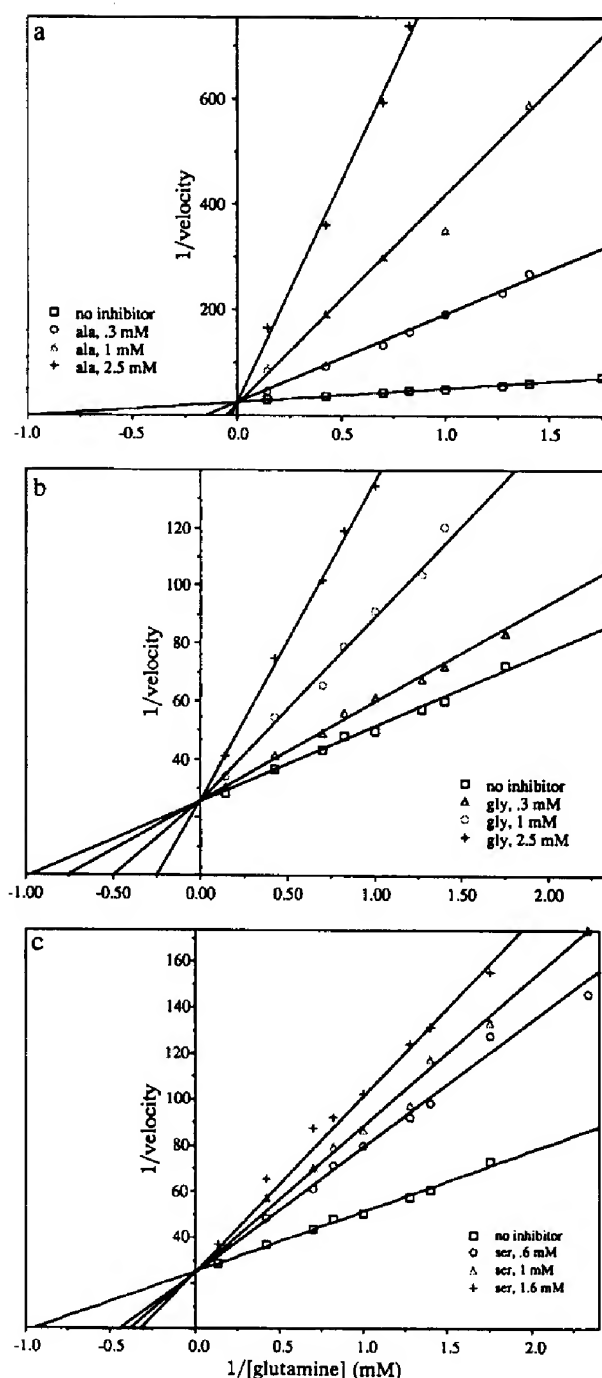 a
600
400
200
1/velocity
no inhibitor
ala, .3 mM
ala, 1 mM
ala, 2.5 mM
-1.0 -0.5 0.0 0.5 1.0 1.5
b
120
100
80
60
40
1/velocity
no inhibitor
gly, .3 mM
gly, 1 mM
gly, 2.5 mM
-1.00 -0.50 0.00 0.50 1.00 1.50 2.00
c
160
140
120
100
80
60
40
1/velocity
no inhibitor
ser, .6 mM
ser, 1 mM
ser, 1.6 mM
-1.0 -0.5 0.0 0.5 1.0 1.5 2.0
1/[glutamine] (mM)